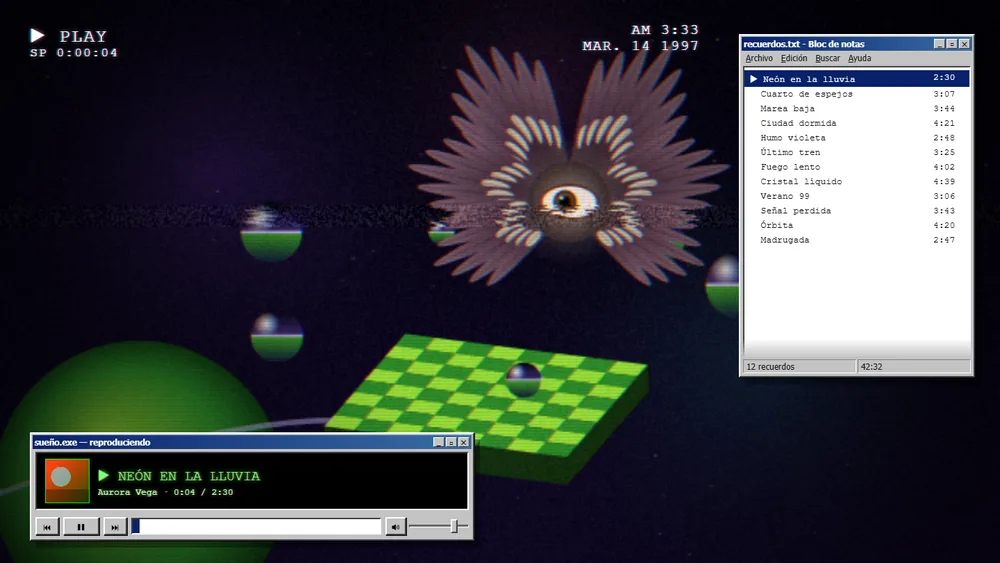 ▶ PLAY
SP 0:00:04
AM 3:33
MAR. 14 1997
recuerdos.txt - Bloc de notas
Archivo Edición Buscar Ayuda
▶ Neón en la lluvia 2:30
Cuarto de espejos 3:07
Marea baja 3:44
Ciudad dormida 4:21
Humo violeta 2:48
Último tren 3:25
Fuego lento 4:02
Cristal líquido 4:39
Verano 99 3:06
Señal perdida 3:43
Órbita 4:20
Madrugada 2:47
12 recuerdos 42:32
sueño.exe — reproduciendo
▶ NEÓN EN LA LLUVIA
Aurora Vega · 0:04 / 2:30